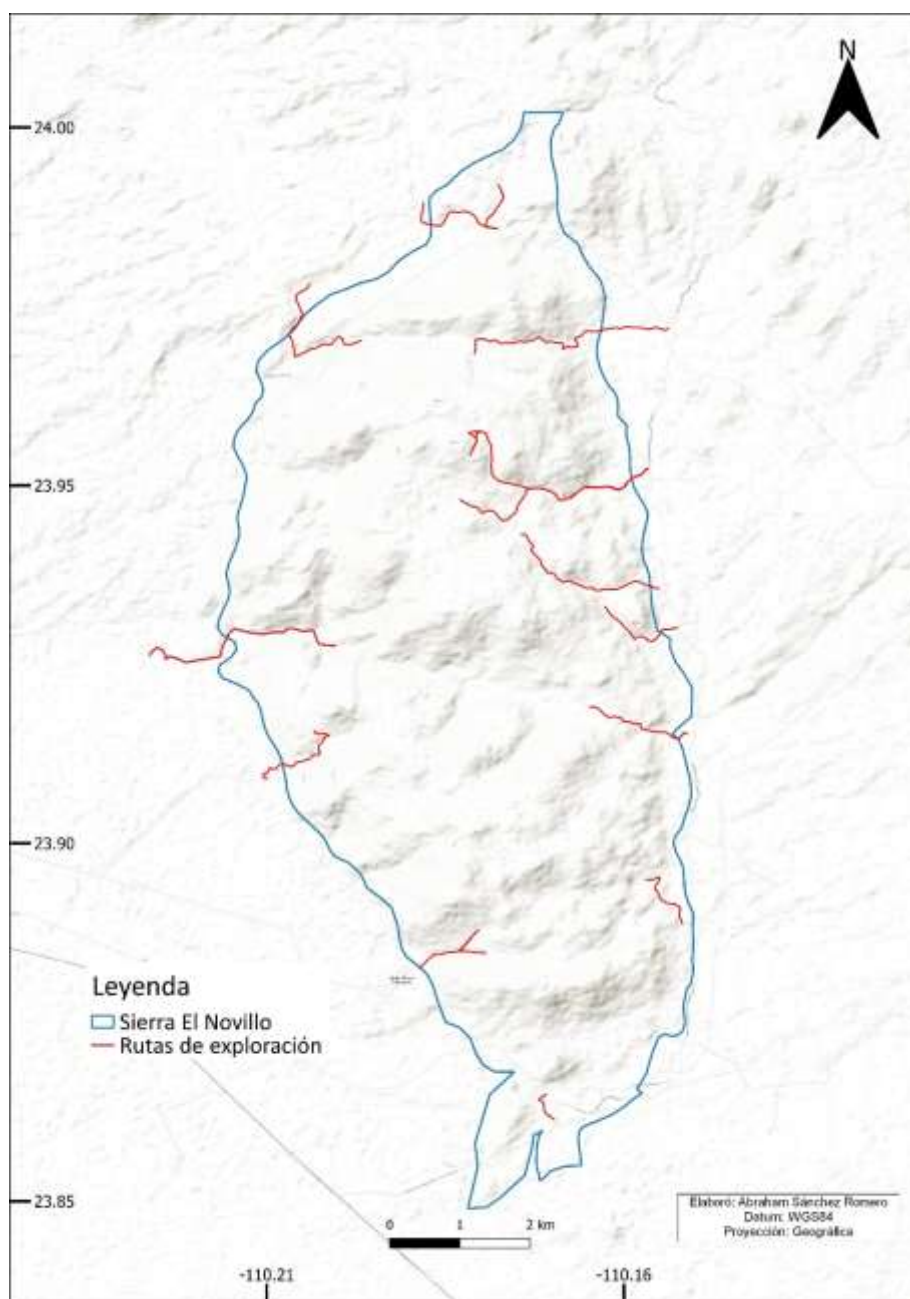 N
24.00
23.95
23.90
Leyenda
Sierra El Novillo
Rutas de exploración
23.85
Elaboró: Abraham Sánchez Romero
Datum: WGS84
Proyección: Geográfica
0 1 2 km
-110.21 -110.16